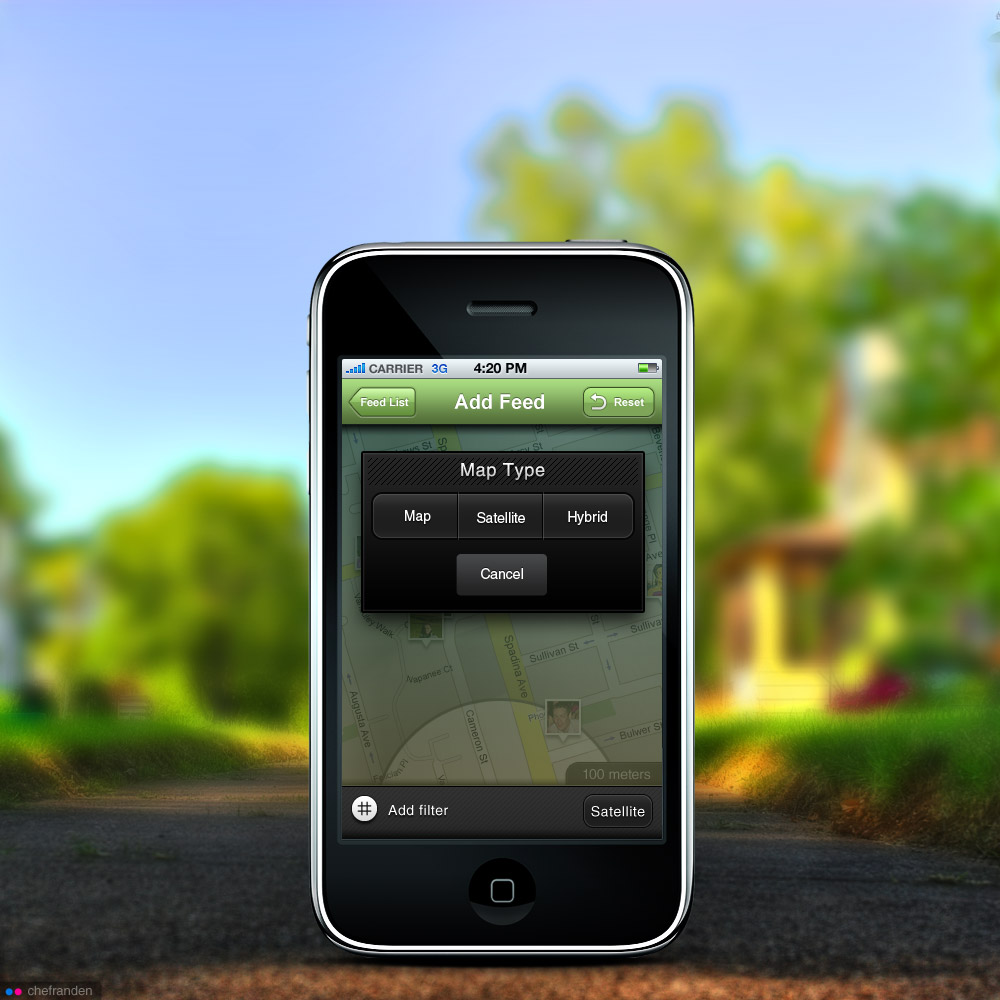 CARRIER 3G 4:20 PM
Feed List Add Feed Reset
Map Type
Map Satellite Hybrid
Cancel
Walk
Sullivan St
Napanee Ct
Spadina Ave
Augusta Ave
Cameron St
Bulwer St
100 meters
Add filter Satellite
chefranden